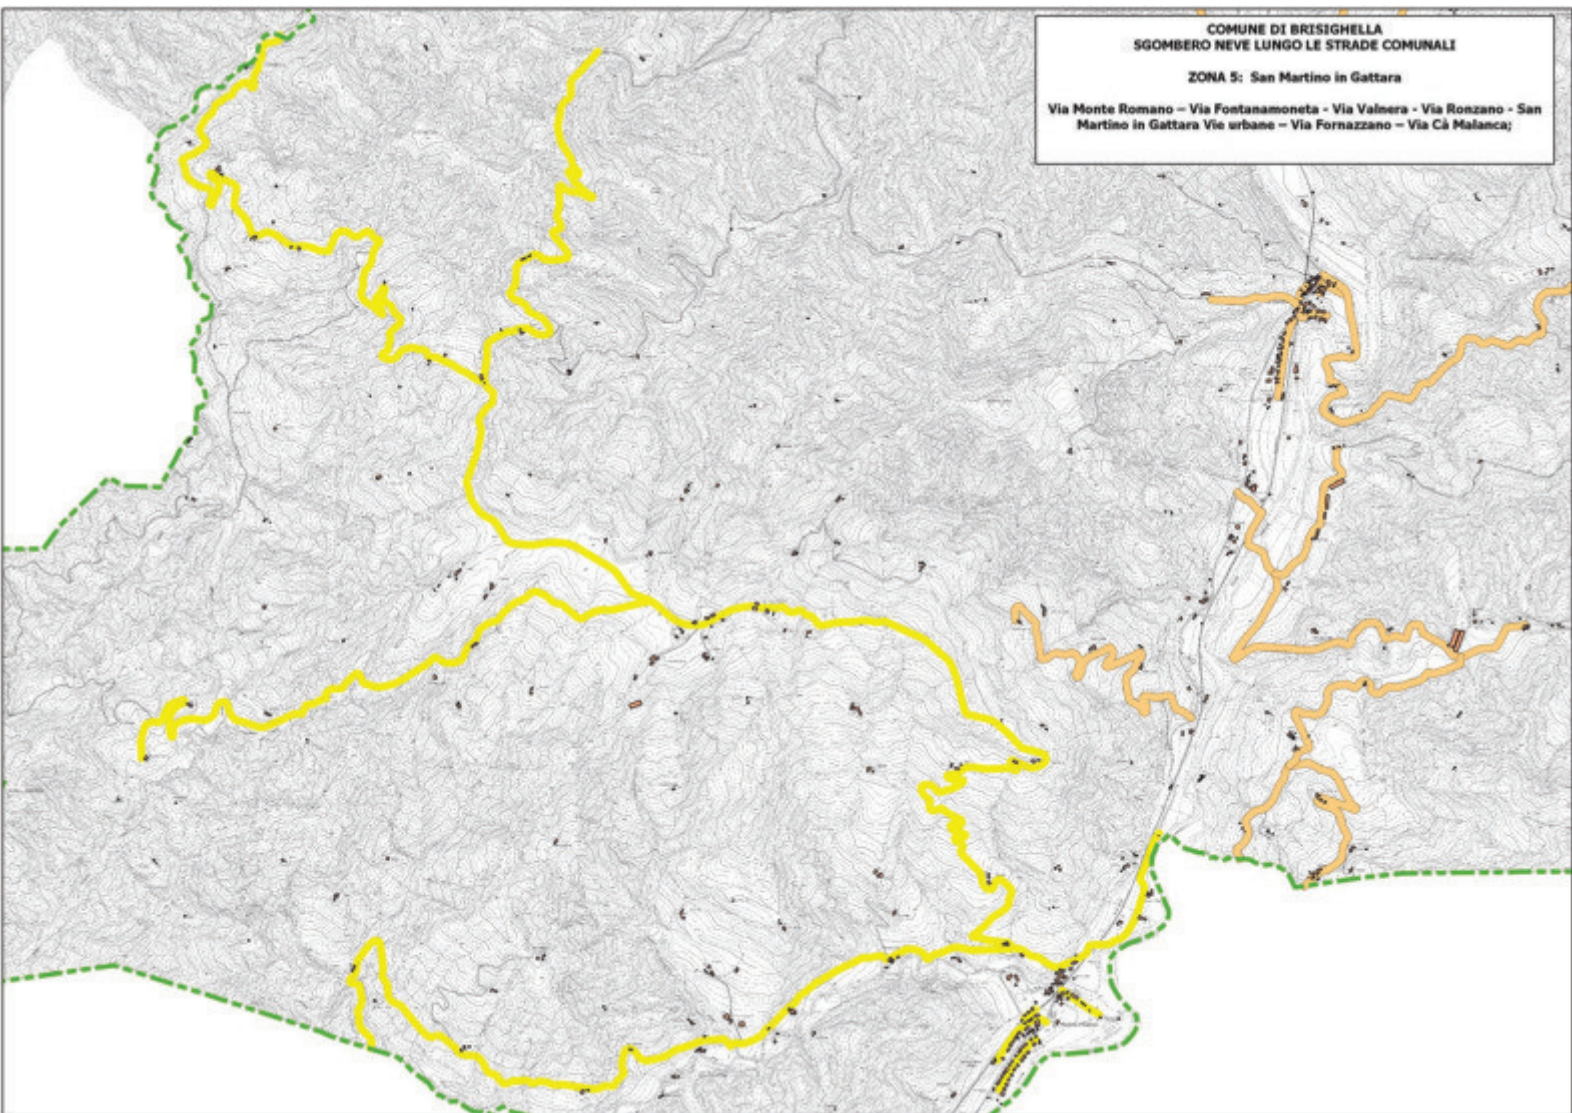 COMUNE DI BRISIGHELLA
SGOMBERO NEVE LUNGO LE STRADE COMUNALI
ZONA 5: San Martino in Gattara
Via Monte Romano – Via Fontanamoneta - Via Valnera - Via Ronzano - San
Martino in Gattara Vie urbane – Via Fornazzano – Via Cà Malanca;